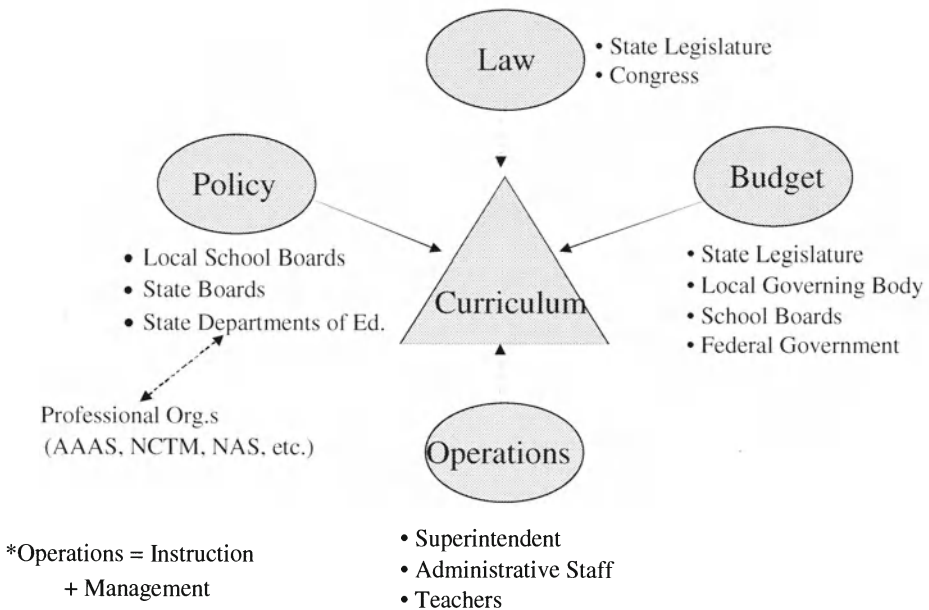 Law
• State Legislature
• Congress
Policy
• Local School Boards
• State Boards
• State Departments of Ed.
Professional Org.s
(AAAS, NCTM, NAS, etc.)
Budget
• State Legislature
• Local Governing Body
• School Boards
• Federal Government
Curriculum
Operations
• Superintendent
• Administrative Staff
• Teachers
*Operations = Instruction
+ Management